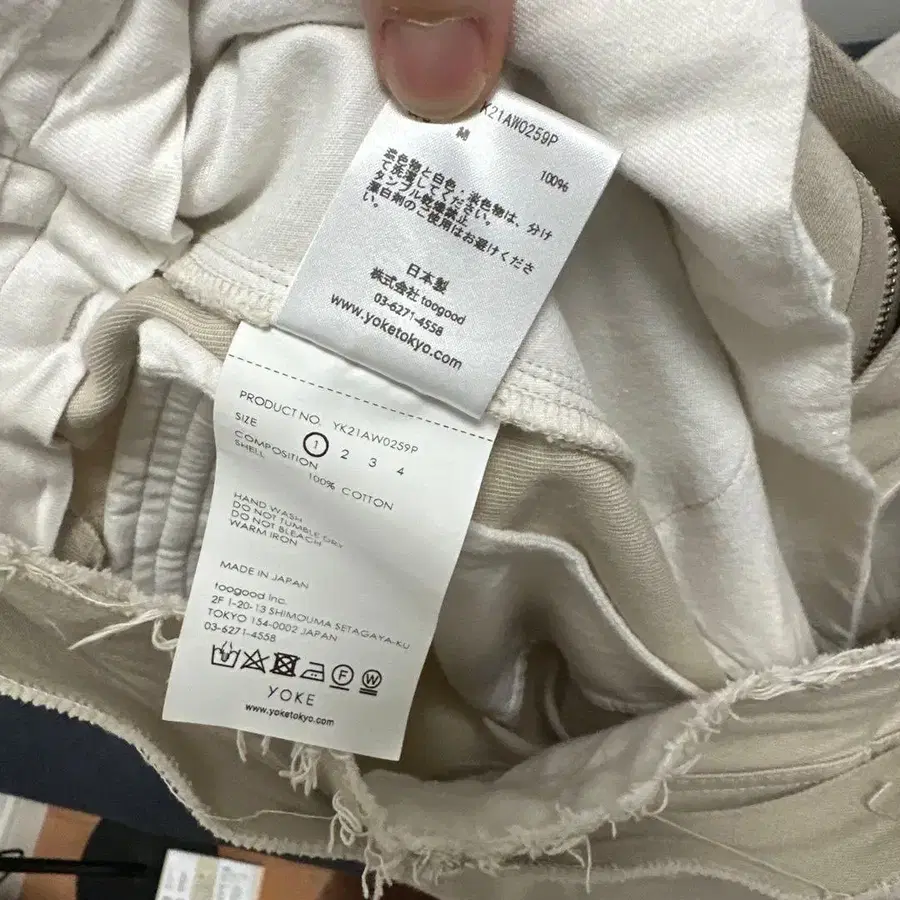 K21AW0259P
綿
100%
濃色物と白色・淡色物は、分け
て洗濯してください。
タンブル乾燥禁止
漂白剤のご使用はお避けくださ
い。
日本製
株式会社 toogood
03-6271-4558
www.yoketokyo.com
PRODUCT NO. YK21AW0259P
SIZE
1 2 3 4
COMPOSITION
SHELL
100% COTTON
HAND WASH
DO NOT TUMBLE DRY
DO NOT BLEACH
WARM IRON
MADE IN JAPAN
toogood Inc.
2F 1-20-13 SHIMOUMA SETAGAYA-KU
TOKYO 154-0002 JAPAN
03-6271-4558
F W
YOKE
www.yoketokyo.com